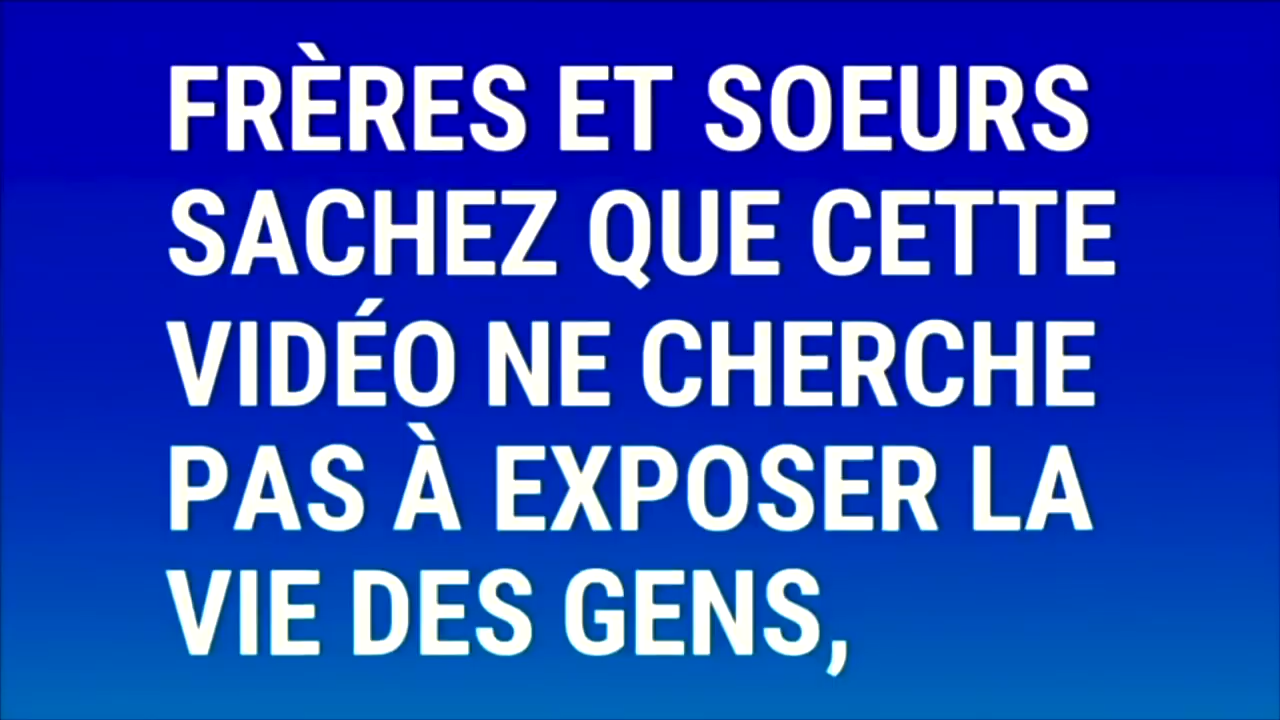 FRÈRES ET SOEURS
SACHEZ QUE CETTE
VIDÉO NE CHERCHE
PAS À EXPOSER LA
VIE DES GENS,